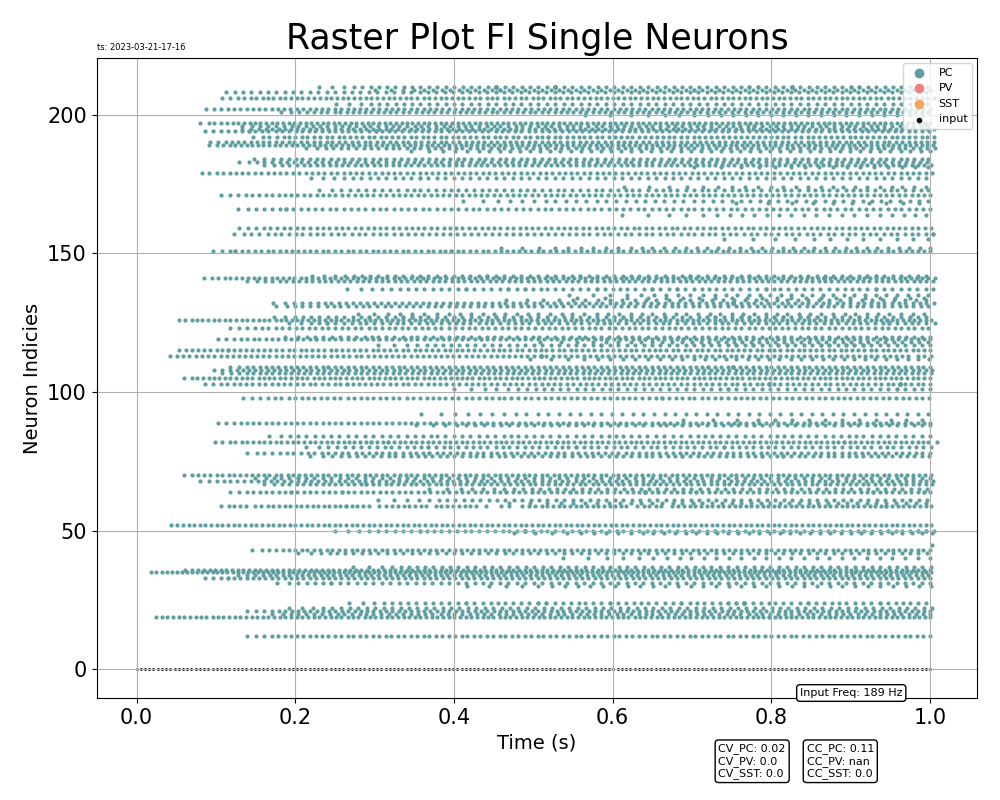 Raster Plot FI Single Neurons
ts: 2023-03-21-17-16
PC
PV
SST
input
200
150
100
50
0
Neuron Indicies
0.0 0.2 0.4 0.6 0.8 1.0
Time (s)
Input Freq: 189 Hz
CV_PC: 0.02
CV_PV: 0.0
CV_SST: 0.0
CC_PC: 0.11
CC_PV: nan
CC_SST: 0.0